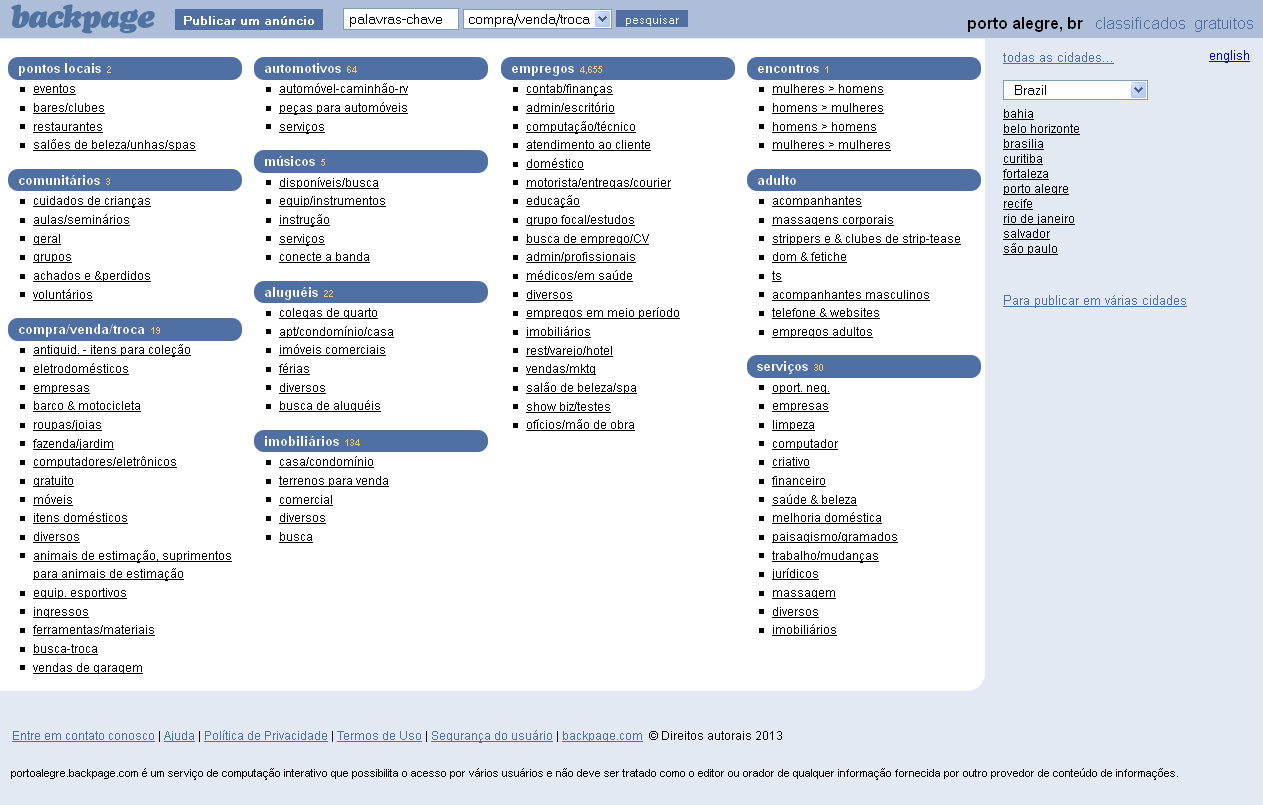 backpage
Publicar um anúncio
palavras-chave
compra/venda/troca
pesquisar
porto alegre, br classificados gratuitos
pontos locais 2
eventos
bares/clubes
restaurantes
salões de beleza/unhas/spas
comunitários 3
cuidados de crianças
aulas/seminários
geral
grupos
achados e &perdidos
voluntários
compra/venda/troca 19
antiguid. - itens para coleção
eletrodomésticos
empresas
barco & motocicleta
roupas/joias
fazenda/jardim
computadores/eletrônicos
gratuito
móveis
itens domésticos
diversos
animais de estimação, suprimentos
para animais de estimação
equip. esportivos
ingressos
ferramentas/materiais
busca-troca
vendas de garagem
automotivos 64
automóvel-caminhão-rv
peças para automóveis
serviços
músicos 5
disponíveis/busca
equip/instrumentos
instrução
serviços
conecte a banda
aluguéis 22
colegas de quarto
apt/condomínio/casa
imóveis comerciais
férias
diversos
busca de aluguéis
imobiliários 134
casa/condomínio
terrenos para venda
comercial
diversos
busca
empregos 4,655
contab/finanças
admin/escritório
computação/técnico
atendimento ao cliente
doméstico
motorista/entregas/courier
educação
grupo focal/estudos
busca de emprego/CV
admin/profissionais
médicos/em saúde
diversos
empregos em meio período
imobiliários
rest/varejo/hotel
vendas/mktg
salão de beleza/spa
show biz/testes
ofícios/mão de obra
encontros 1
mulheres > homens
homens > mulheres
homens > homens
mulheres > mulheres
adulto
acompanhantes
massagens corporais
strippers e & clubes de strip-tease
dom & fetiche
ts
acompanhantes masculinos
telefone & websites
empregos adultos
serviços 30
oport. neg.
empresas
limpeza
computador
criativo
financeiro
saúde & beleza
melhoria doméstica
paisagismo/gramados
trabalho/mudanças
jurídicos
massagem
diversos
imobiliários
todas as cidades...
english
Brazil
bahia
belo horizonte
brasilia
curitiba
fortaleza
porto alegre
recife
rio de janeiro
salvador
são paulo
Para publicar em várias cidades
Entre em contato conosco | Ajuda | Política de Privacidade | Termos de Uso | Segurança do usuário | backpage.com © Direitos autorais 2013
portoalegre.backpage.com é um serviço de computação interativo que possibilita o acesso por vários usuários e não deve ser tratado como o editor ou orador de qualquer informação fornecida por outro provedor de conteúdo de informações.